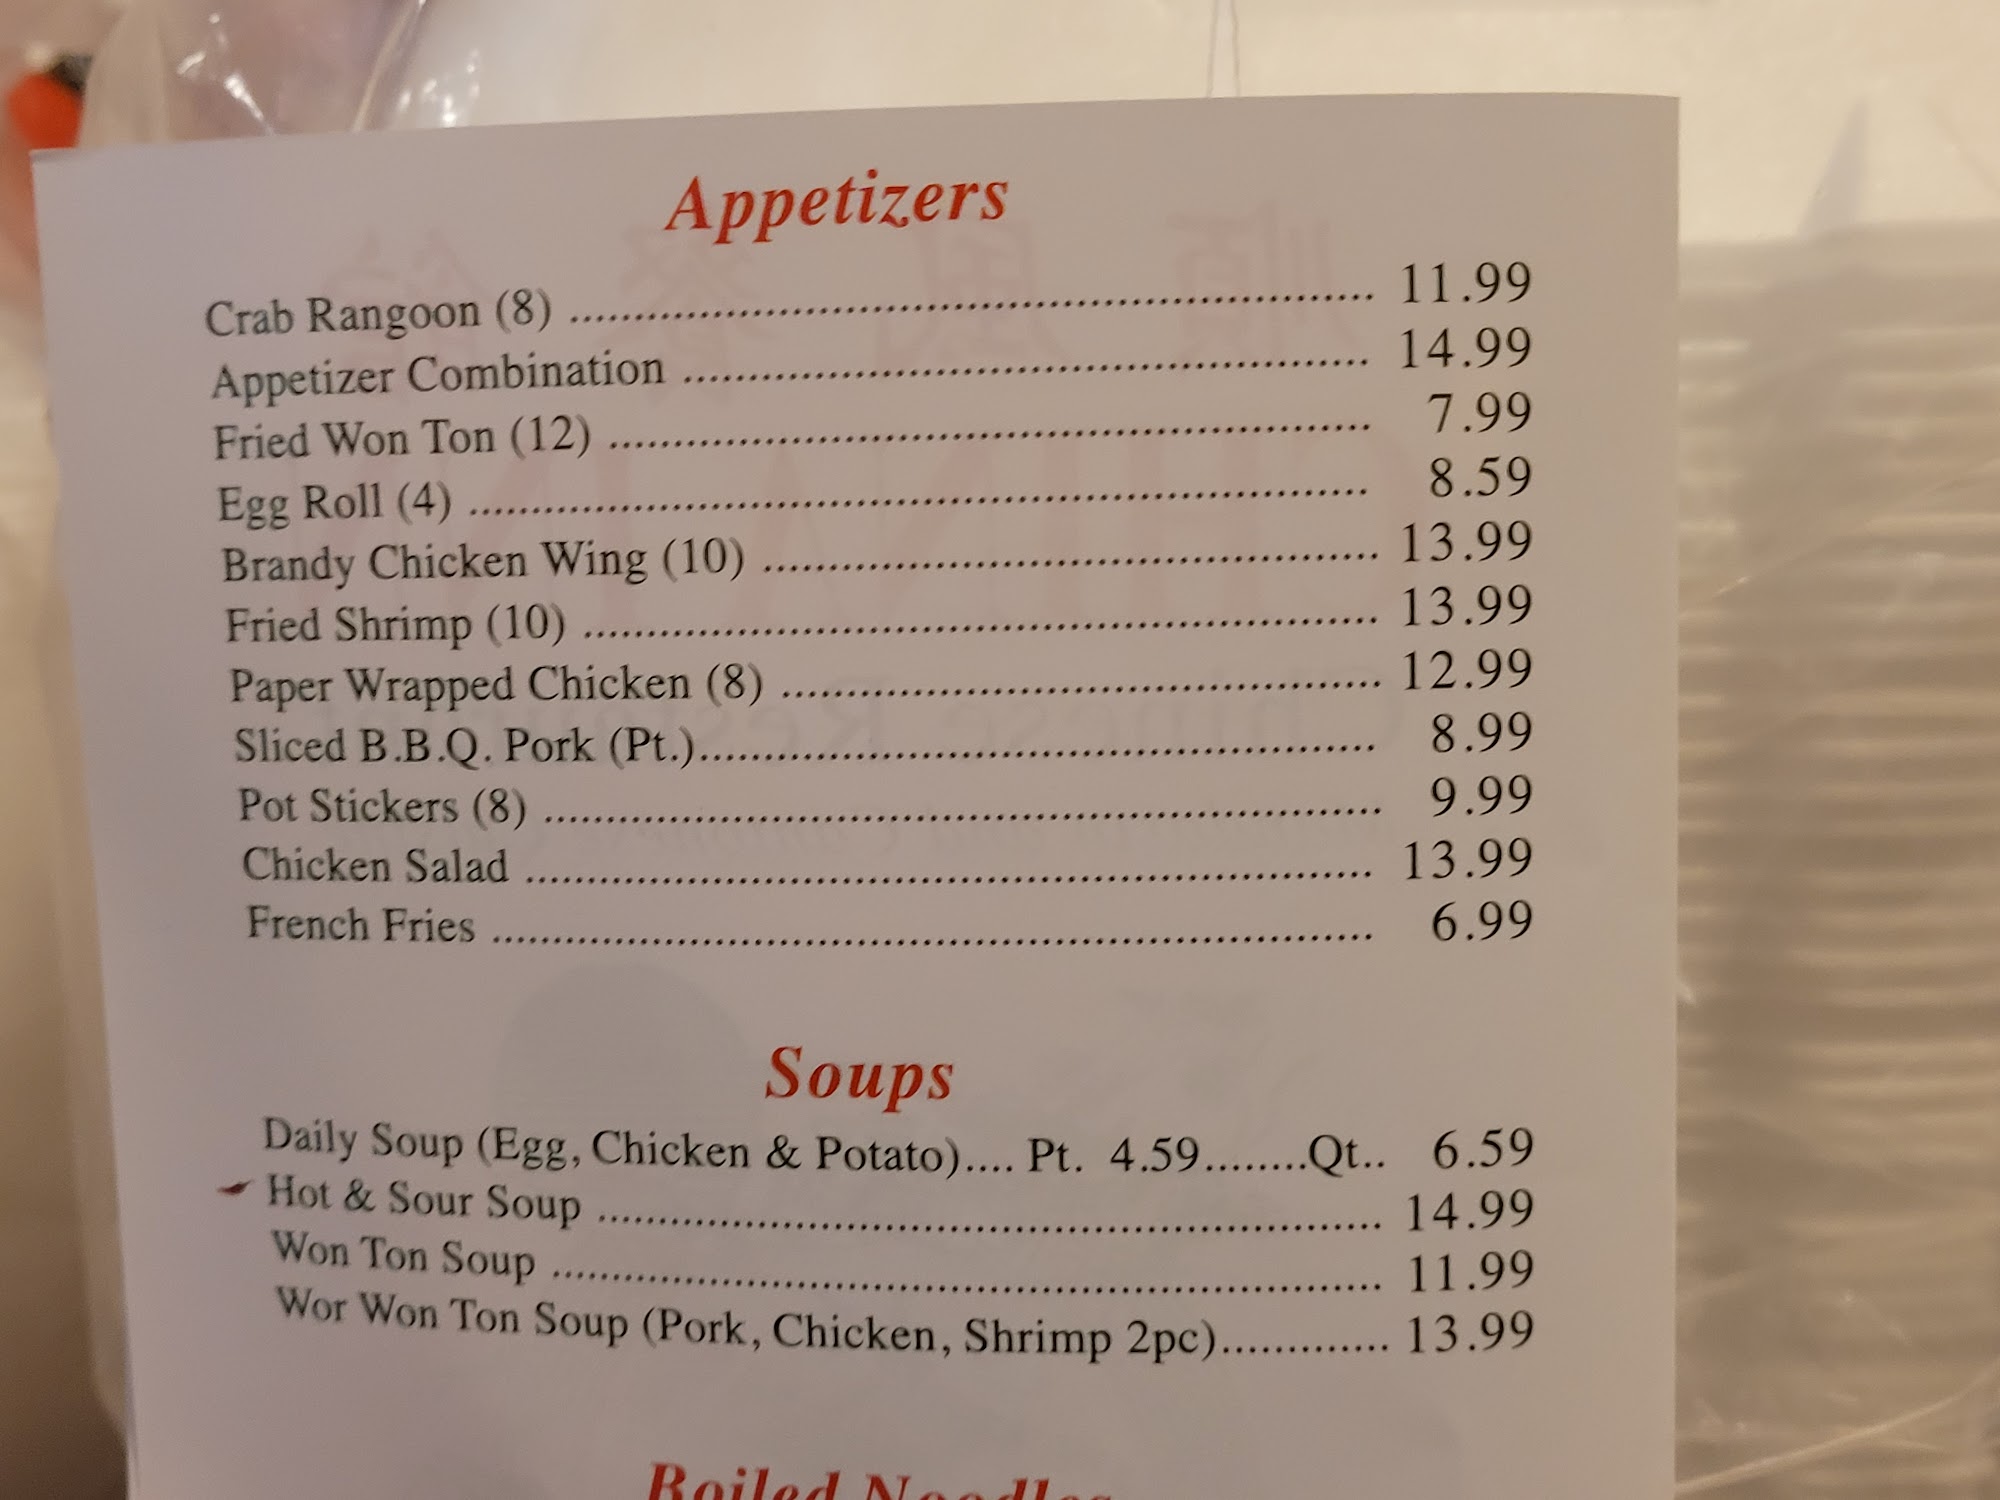 Appetizers
Crab Rangoon (8) ................................................................ 11.99
Appetizer Combination ..................................................... 14.99
Fried Won Ton (12) ........................................................... 7.99
Egg Roll (4) ...................................................................... 8.59
Brandy Chicken Wing (10) ................................................ 13.99
Fried Shrimp (10) .............................................................. 13.99
Paper Wrapped Chicken (8) ............................................... 12.99
Sliced B.B.Q. Pork (Pt.)..................................................... 8.99
Pot Stickers (8) .................................................................. 9.99
Chicken Salad .................................................................... 13.99
French Fries ....................................................................... 6.99
Soups
Daily Soup (Egg, Chicken & Potato).... Pt. 4.59........Qt.. 6.59
Hot & Sour Soup ................................................................ 14.99
Won Ton Soup .................................................................... 11.99
Wor Won Ton Soup (Pork, Chicken, Shrimp 2pc)............. 13.99
Boiled Noodles